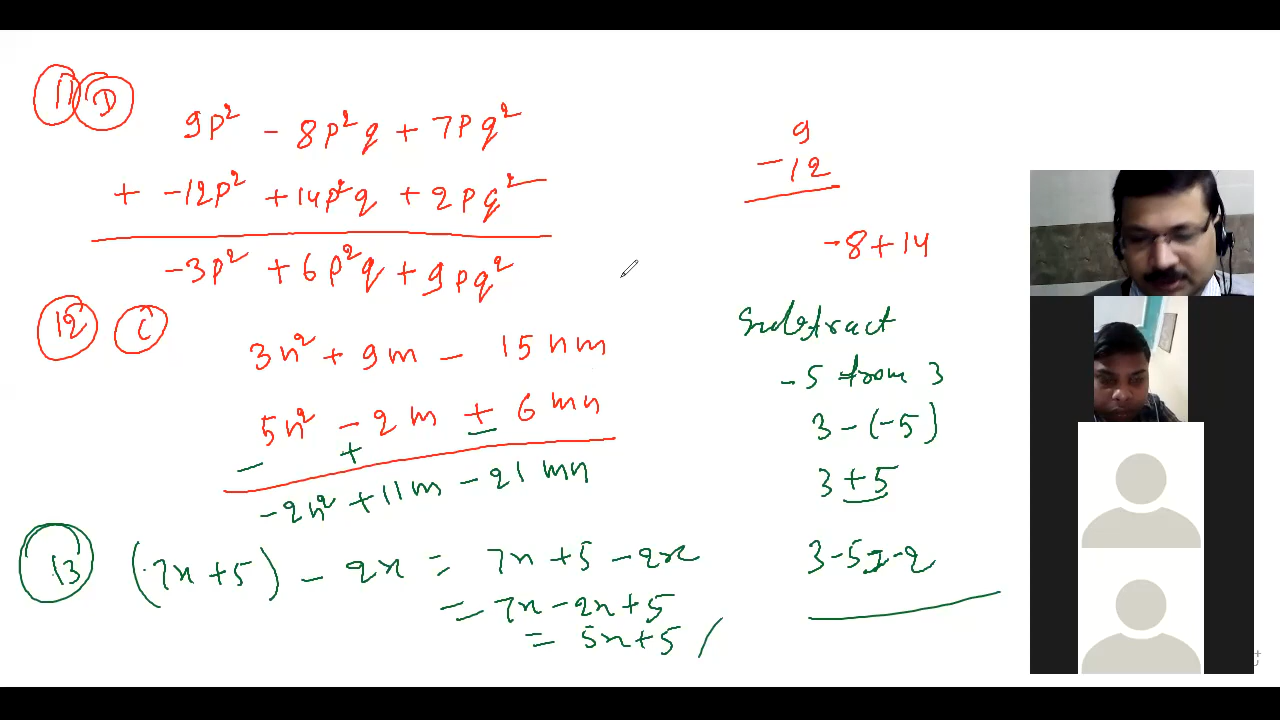 11 D
9p² - 8p²q + 7pq²
+ -12p² +14p²q + 2pq²
-3p² + 6p²q + 9pq²
9
-12
-8+14
12 C
3n² + 9m - 15nm
5n² - 2m + 6mn
- + -
-2n² +11m - 21mn
Subtract
-5 from 3
3-(-5)
3+5
3-5=-2
13 (7x+5) - 2x = 7x+5-2x
= 7x-2x+5
= 5x+5